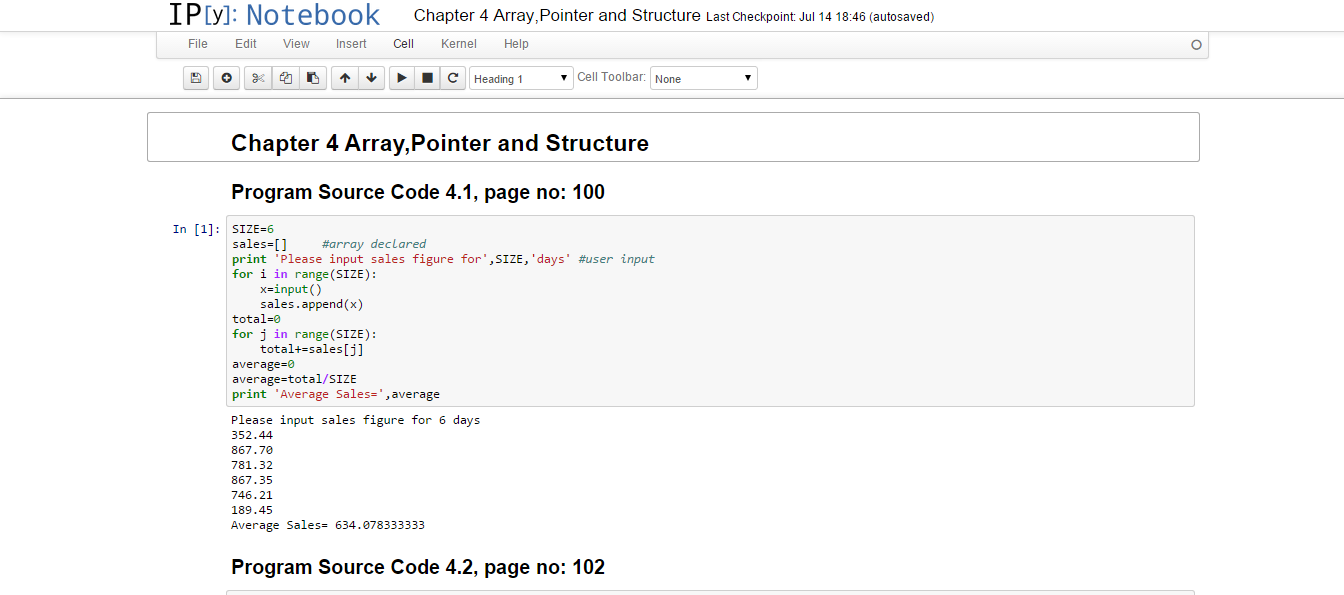 IP[y]: Notebook Chapter 4 Array,Pointer and Structure Last Checkpoint: Jul 14 18:46 (autosaved)
File Edit View Insert Cell Kernel Help
Heading 1 Cell Toolbar: None
Chapter 4 Array,Pointer and Structure
Program Source Code 4.1, page no: 100
In [1]: SIZE=6
sales=[]     #array declared
print 'Please input sales figure for',SIZE,'days' #user input
for i in range(SIZE):
    x=input()
    sales.append(x)
total=0
for j in range(SIZE):
    total+=sales[j]
average=0
average=total/SIZE
print 'Average Sales=',average
Please input sales figure for 6 days
352.44
867.70
781.32
867.35
746.21
189.45
Average Sales= 634.078333333
Program Source Code 4.2, page no: 102